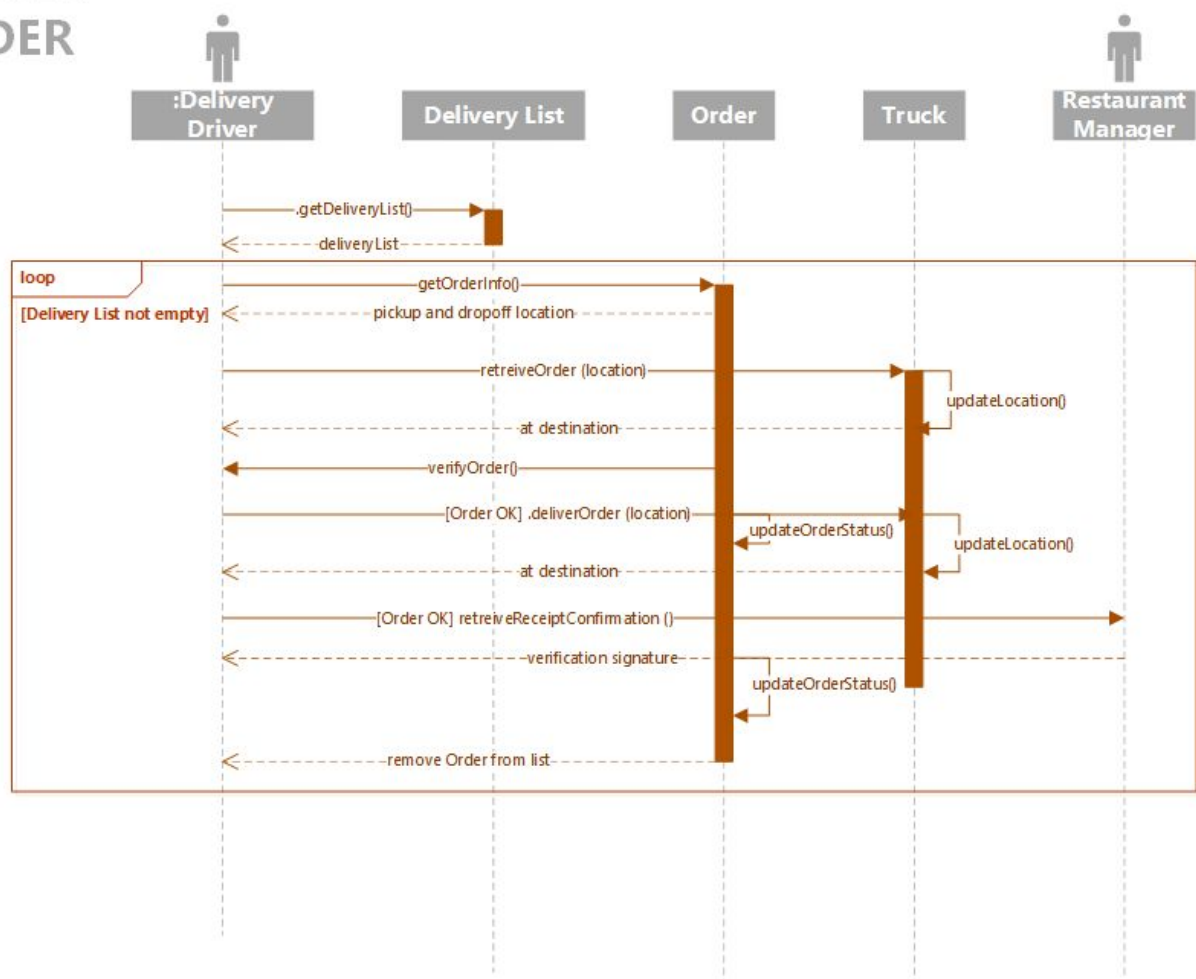 :Delivery
Driver
Delivery List
Order
Truck
Restaurant
Manager
.getDeliveryList()
deliveryList
loop
getOrderInfo()
[Delivery List not empty]
pickup and dropoff location
retreiveOrder (location)
updateLocation()
at destination
verifyOrder()
[Order OK] .deliverOrder (location)
updateOrderStatus()
updateLocation()
at destination
[Order OK] retreiveReceiptConfirmation ()
verification signature
updateOrderStatus()
remove Order from list